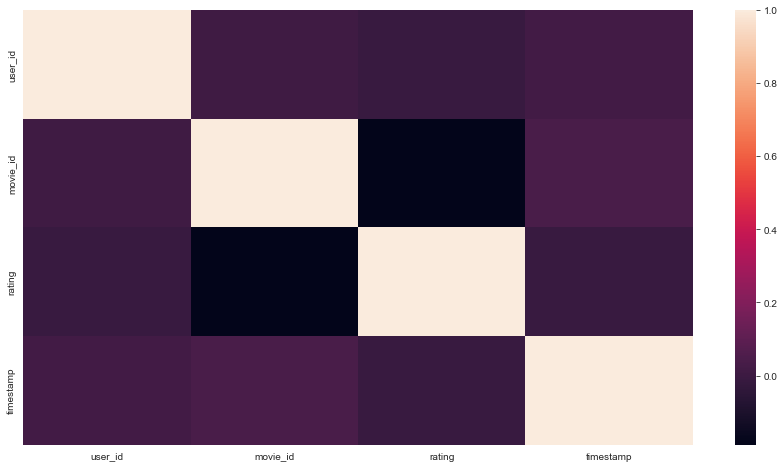 user_id
movie_id
rating
timestamp
user_id
movie_id
rating
timestamp
1.0
0.8
0.6
0.4
0.2
0.0